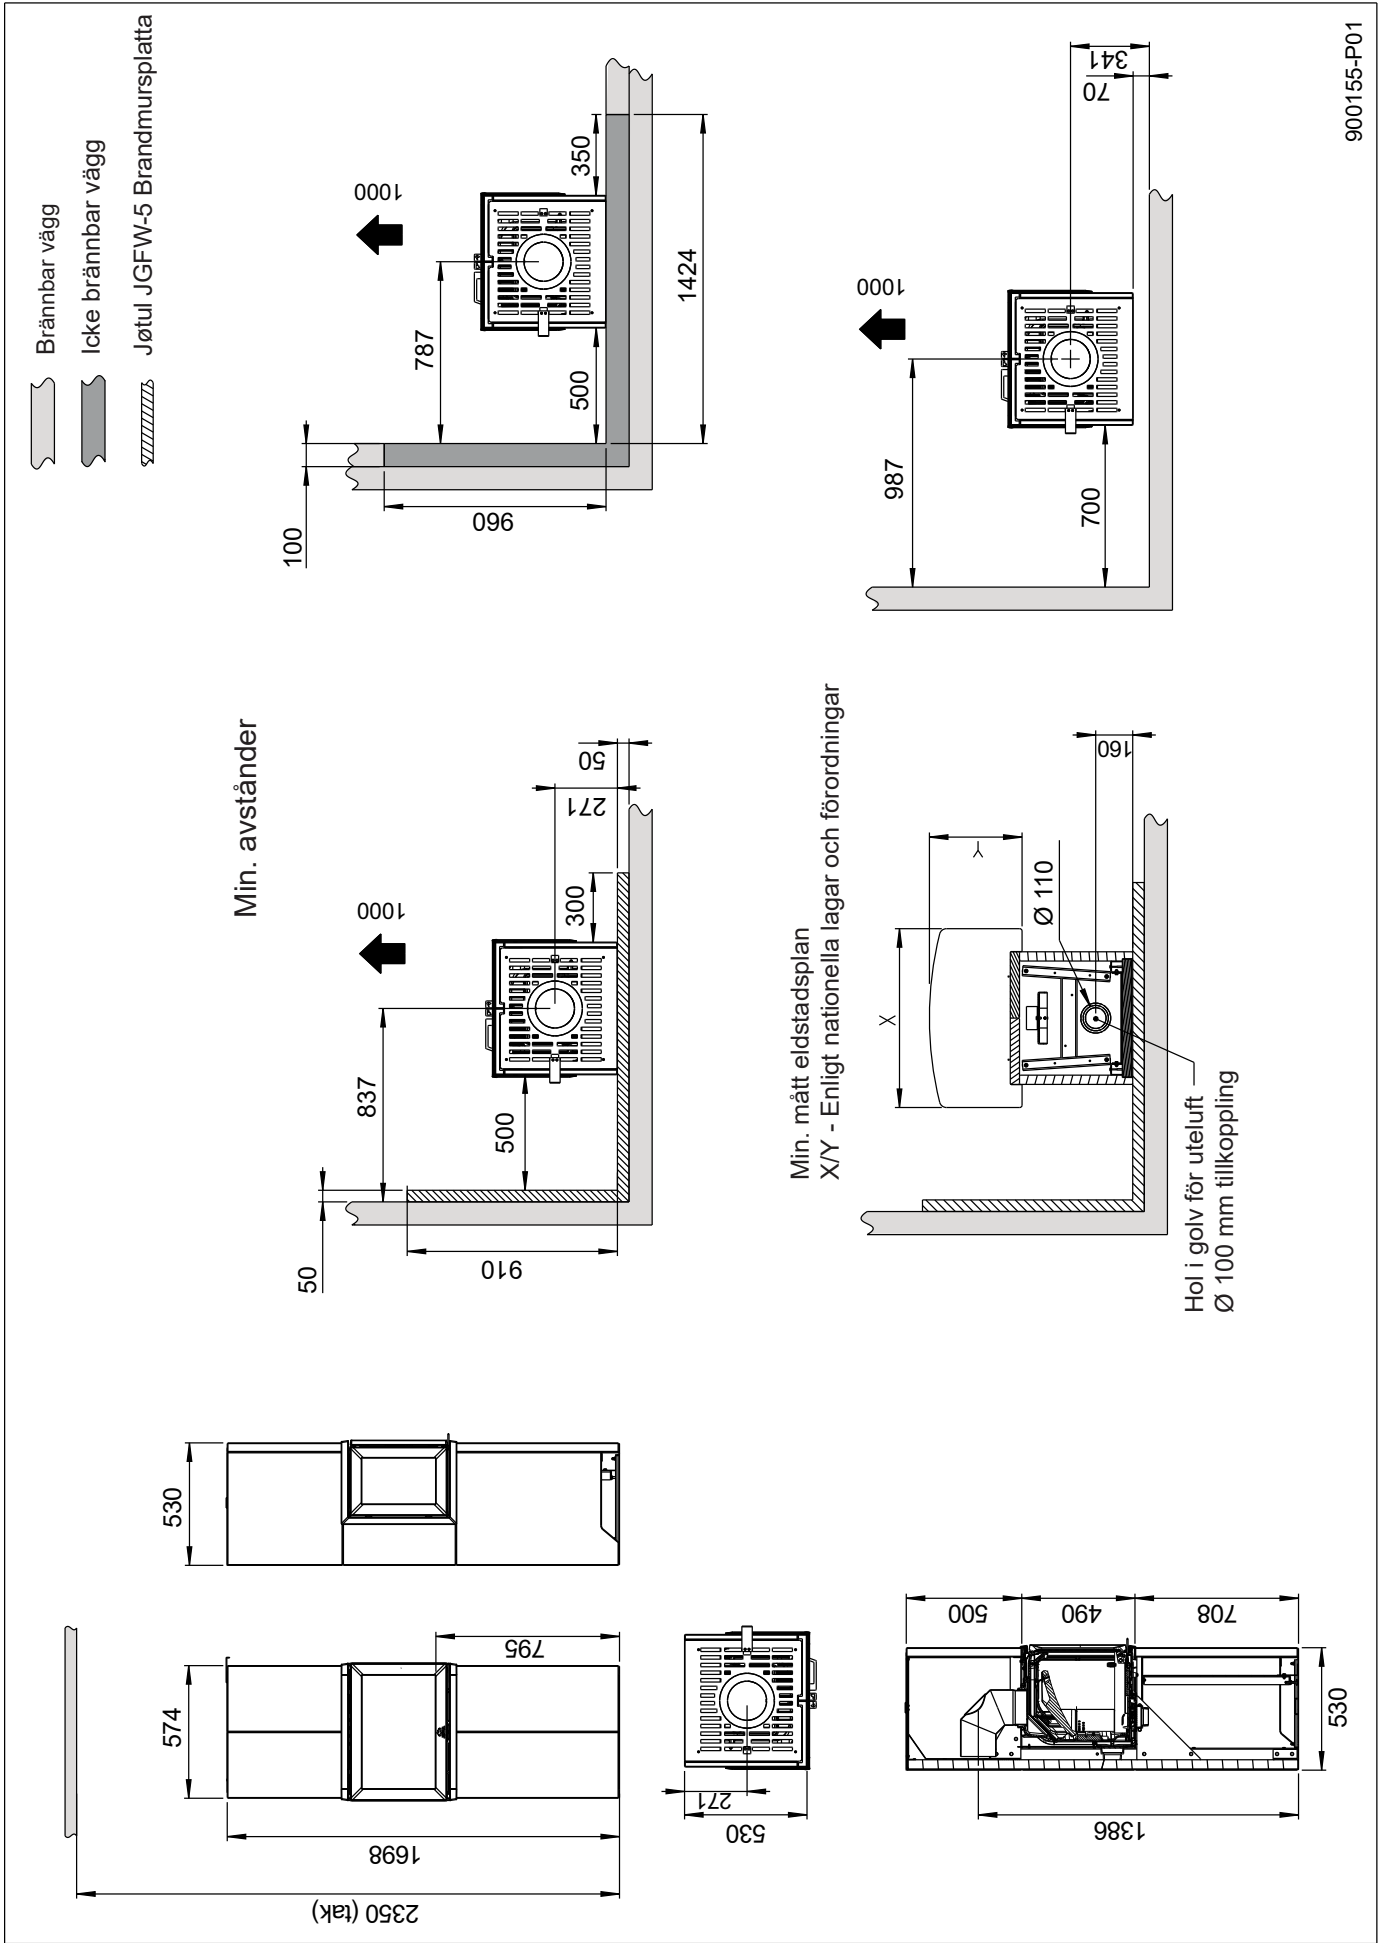 Brännbar vägg
Icke brännbar vägg
Jøtul JGFW-5 Brandmursplatta
Min. avstånder
2350 (tak)
1698
574
795
530
50
910
837
500
1000
300
271
50
100
960
787
500
1000
350
1424
530
271
1386
500
490
708
530
Min. mått eldstadsplan
X/Y - Enligt nationella lagar och förordningar
X
Y
Ø 110
160
Hol i golv för uteluft
Ø 100 mm tillkoppling
987
700
1000
341
70
900155-P01